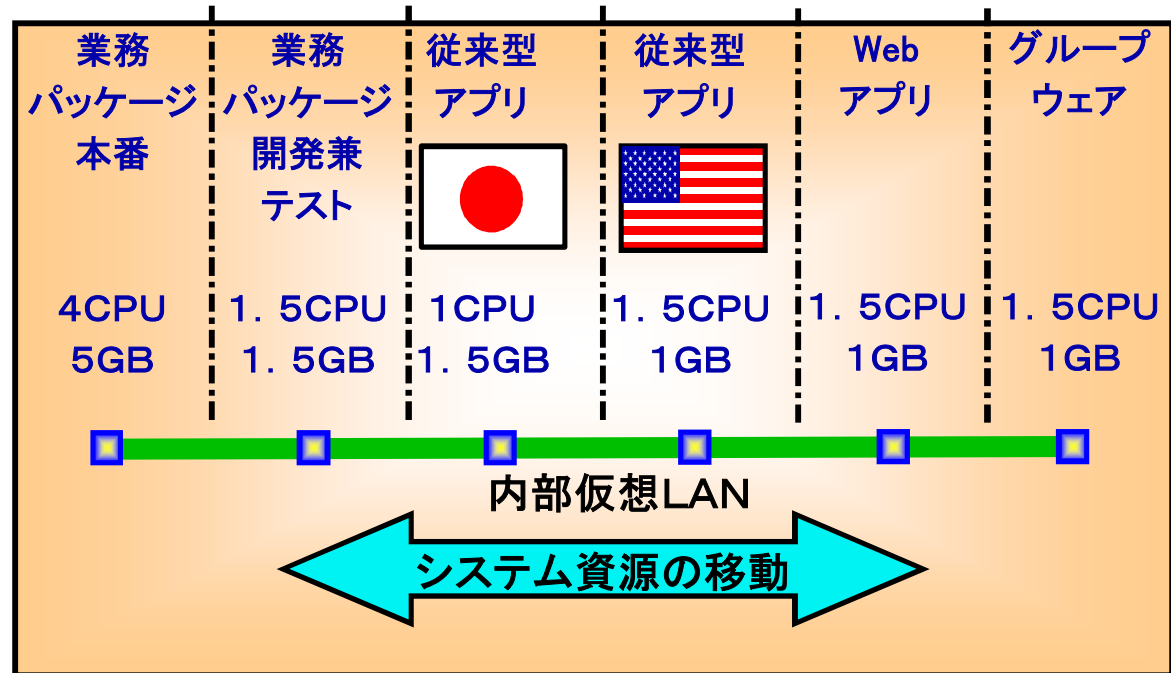 業務
パッケージ
本番
業務
パッケージ
開発兼
テスト
従来型
アプリ
従来型
アプリ
Web
アプリ
グループ
ウェア
4CPU
5GB
1．5CPU
1．5GB
1CPU
1．5GB
1．5CPU
1GB
1．5CPU
1GB
1．5CPU
1GB
内部仮想LAN
システム資源の移動